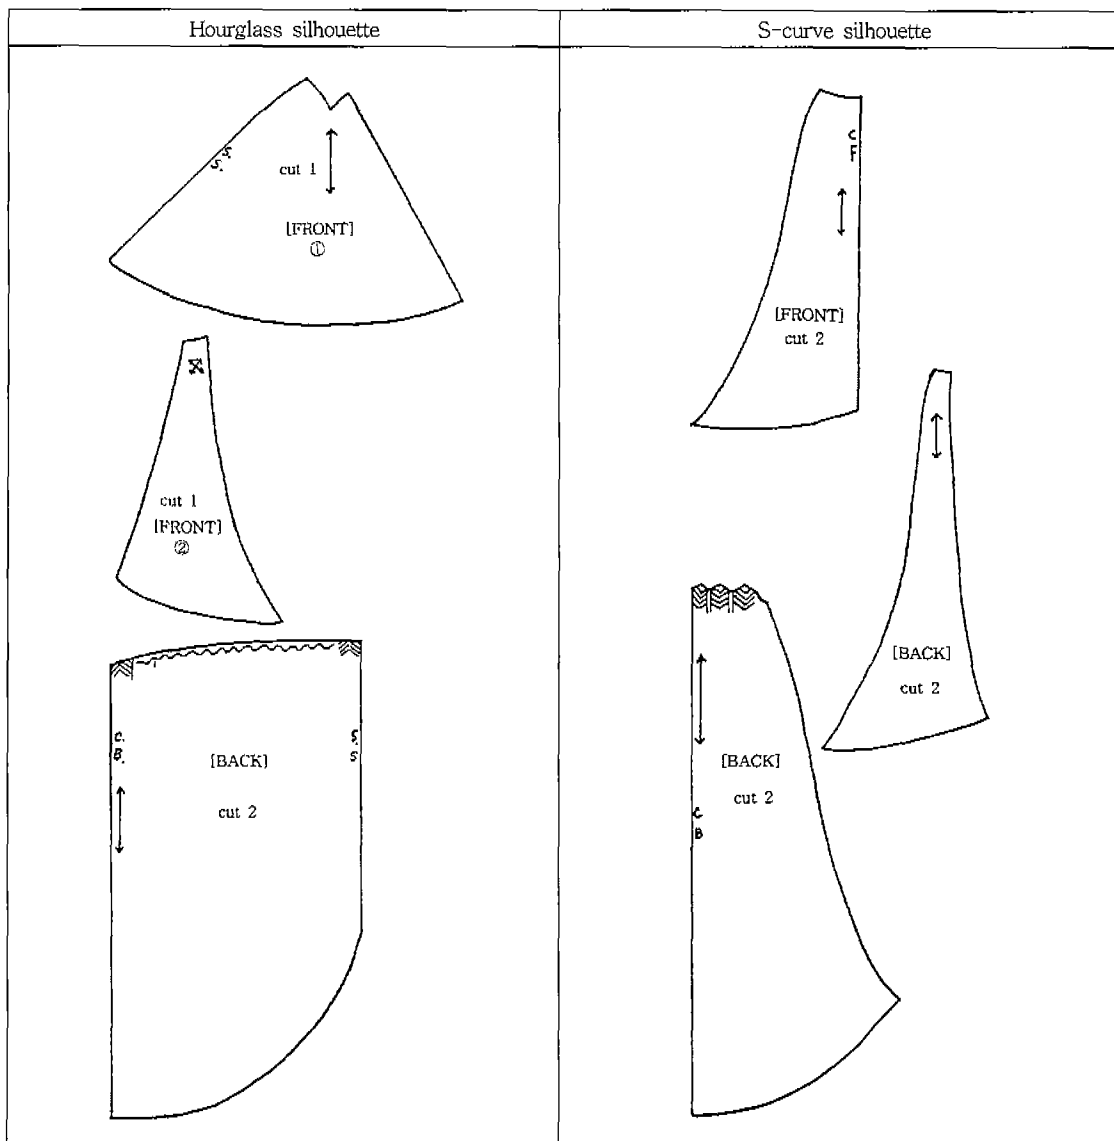 Hourglass silhouette
S-curve silhouette
S.
S.
cut 1
[FRONT]
①
cut 1
[FRONT]
②
C.
B.
S.
S
[BACK]
cut 2
C
F
[FRONT]
cut 2
[BACK]
cut 2
[BACK]
cut 2
C
B